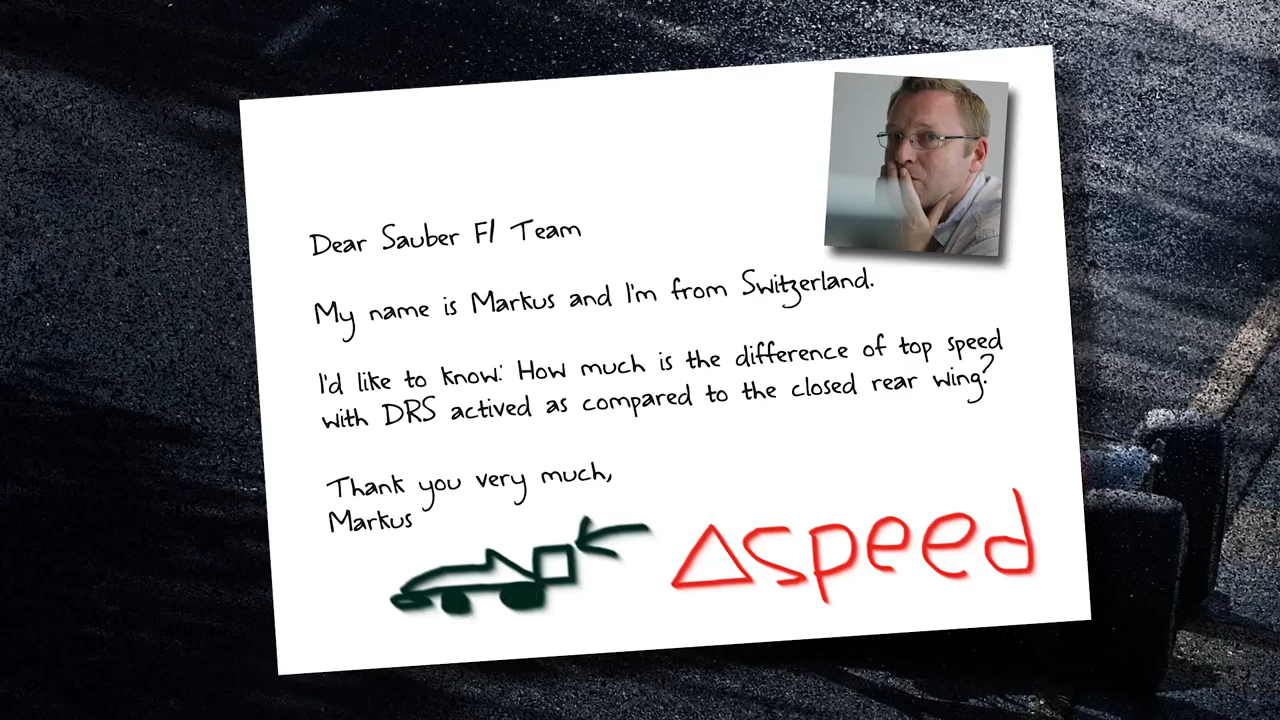 Dear Sauber F1 Team
My name is Markus and I'm from Switzerland.
I'd like to know: How much is the difference of top speed
with DRS actived as compared to the closed rear wing?
Thank you very much,
Markus
Δspeed